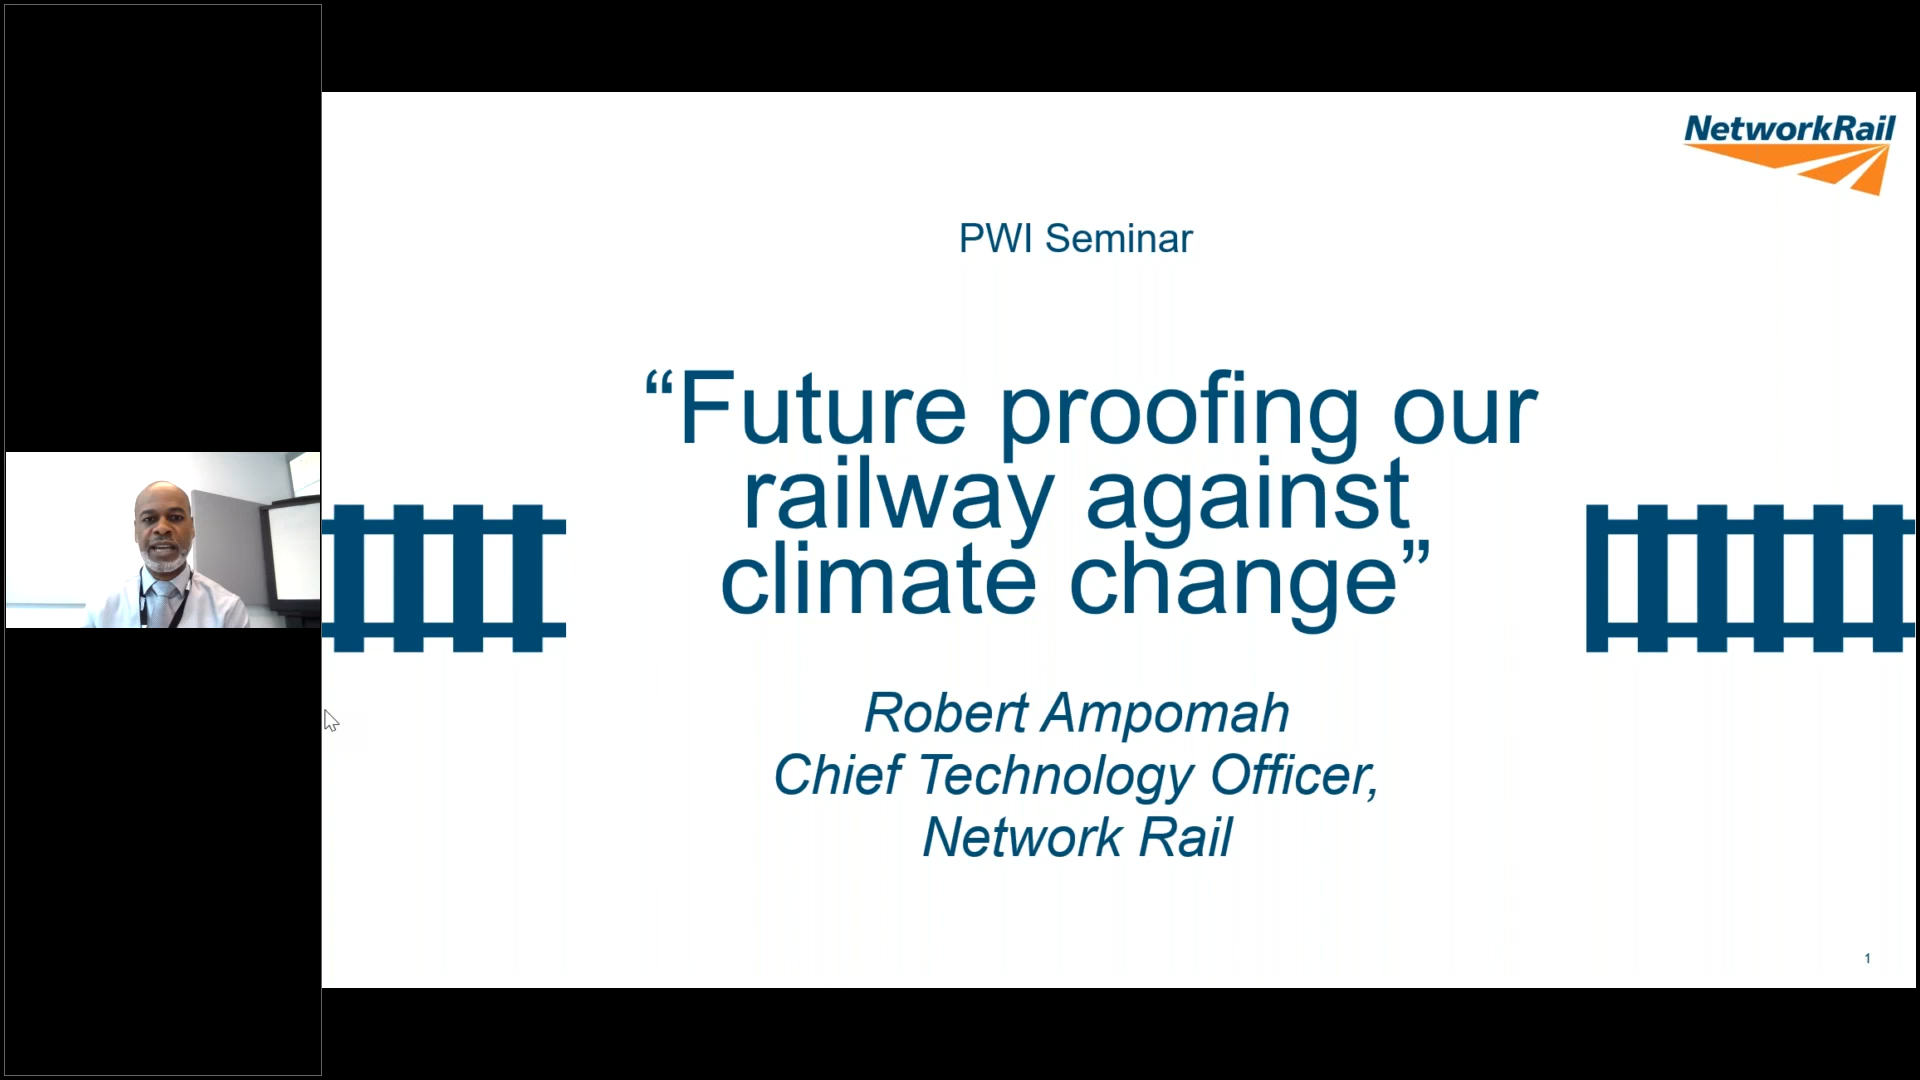 NetworkRail
PWI Seminar
“Future proofing our
railway against
climate change”
Robert Ampomah
Chief Technology Officer,
Network Rail
1